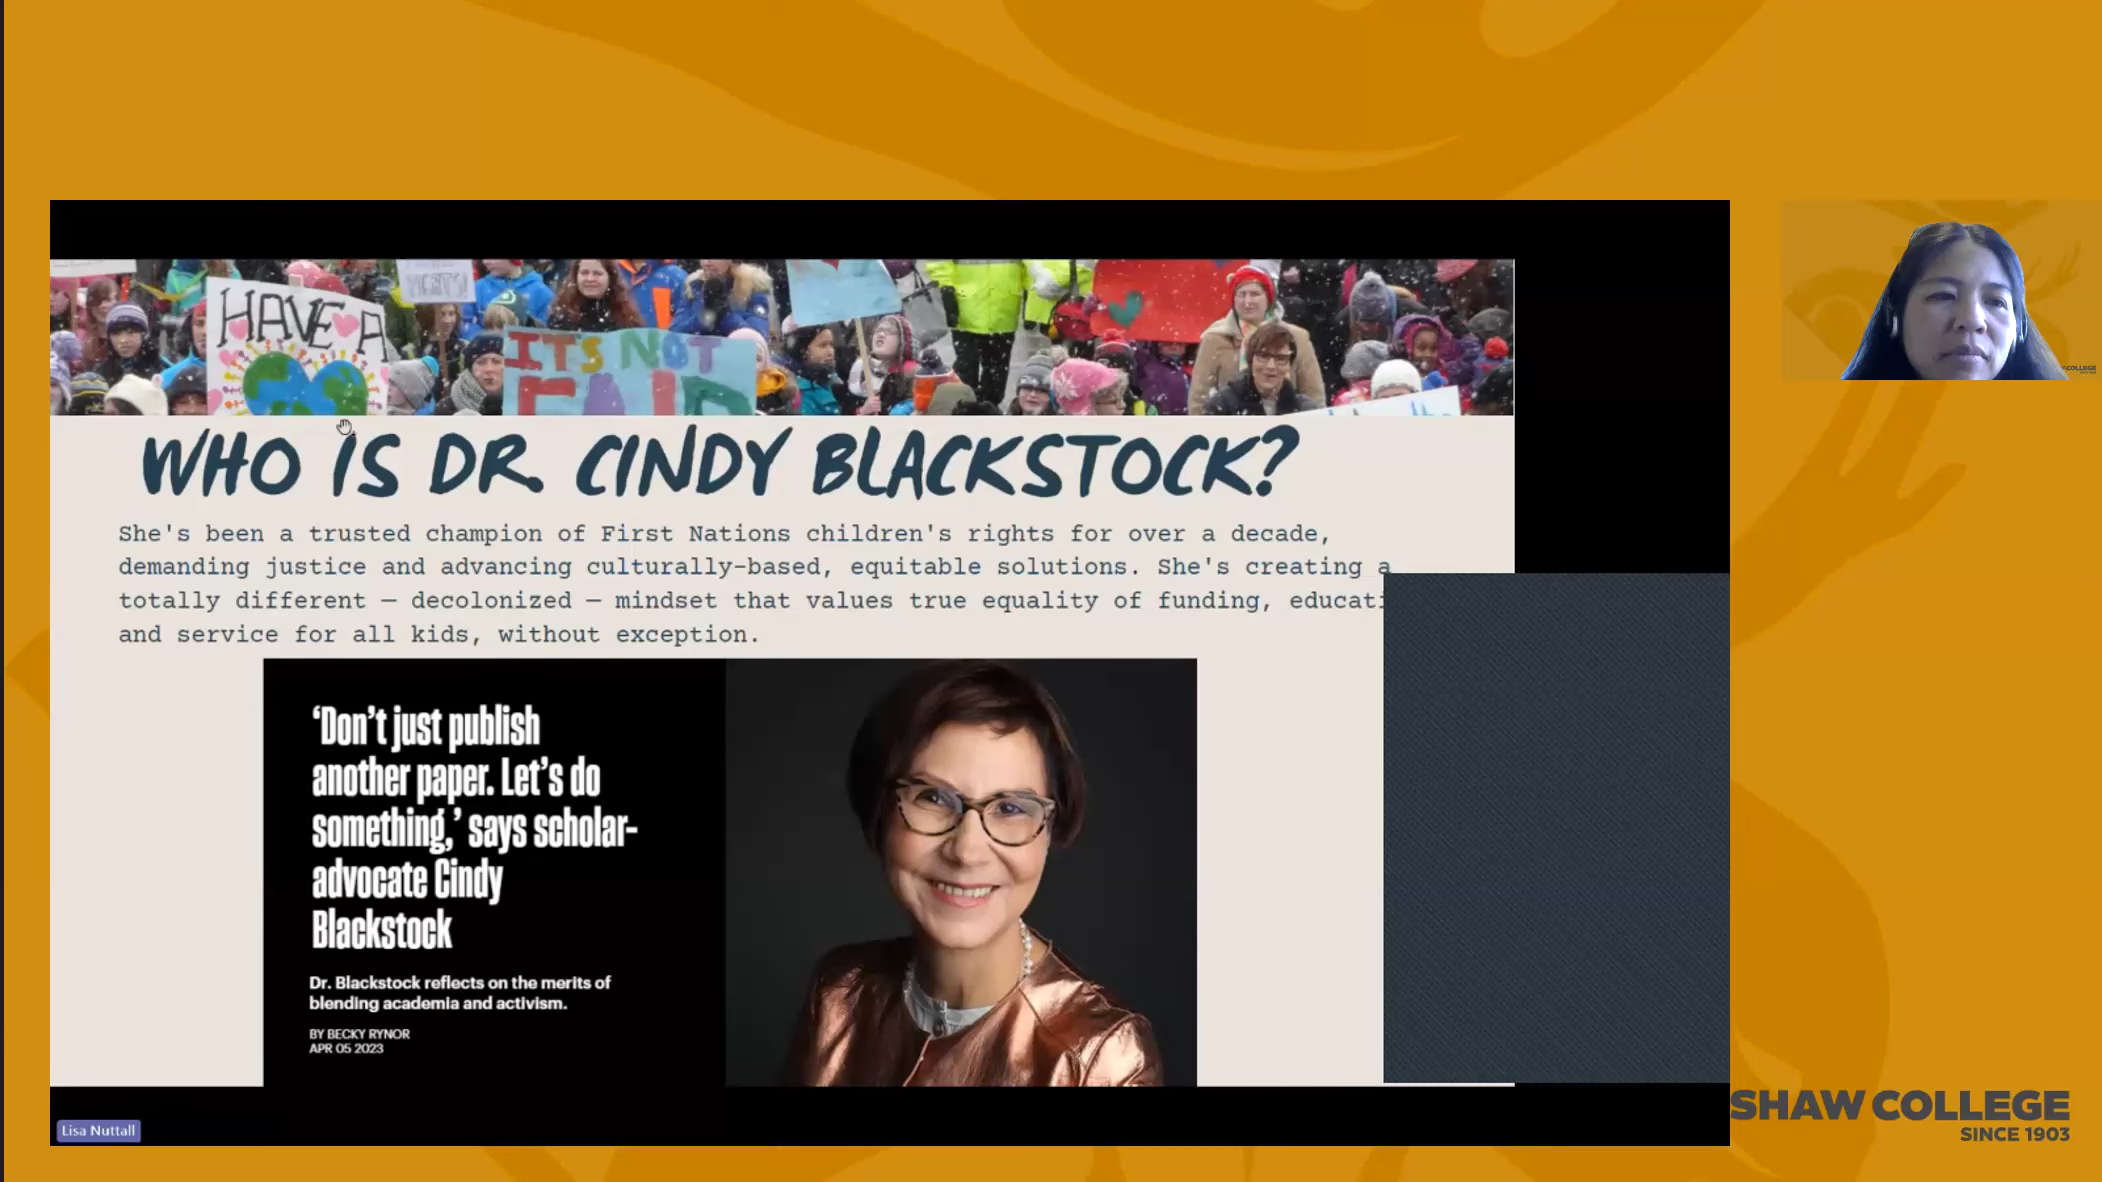 HAVE A
IT'S NOT
FAIR
WHO IS DR. CINDY BLACKSTOCK?
She's been a trusted champion of First Nations children's rights for over a decade,
demanding justice and advancing culturally-based, equitable solutions. She's creating a
totally different — decolonized — mindset that values true equality of funding, educati
and service for all kids, without exception.
‘Don’t just publish
another paper. Let’s do
something,’ says scholar-
advocate Cindy
Blackstock
Dr. Blackstock reflects on the merits of
blending academia and activism.
BY BECKY RYNOR
APR 05 2023
Lisa Nuttall
SHAW COLLEGE
SINCE 1903